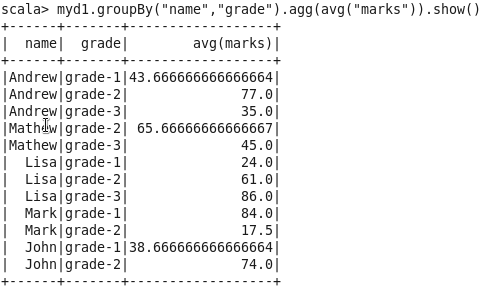 scala> myd1.groupBy("name","grade").agg(avg("marks")).show()
+------+-------+------------------+
|  name|  grade|        avg(marks)|
+------+-------+------------------+
|Andrew|grade-1|43.666666666666664|
|Andrew|grade-2|              77.0|
|Andrew|grade-3|              35.0|
|Mathew|grade-2| 65.66666666666667|
|Mathew|grade-3|              45.0|
|  Lisa|grade-1|              24.0|
|  Lisa|grade-2|              61.0|
|  Lisa|grade-3|              86.0|
|  Mark|grade-1|              84.0|
|  Mark|grade-2|              17.5|
|  John|grade-1|38.666666666666664|
|  John|grade-2|              74.0|
+------+-------+------------------+